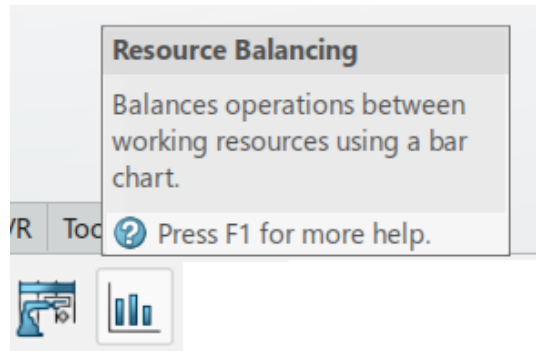 Resource Balancing
Balances operations between
working resources using a bar
chart.
Press F1 for more help.